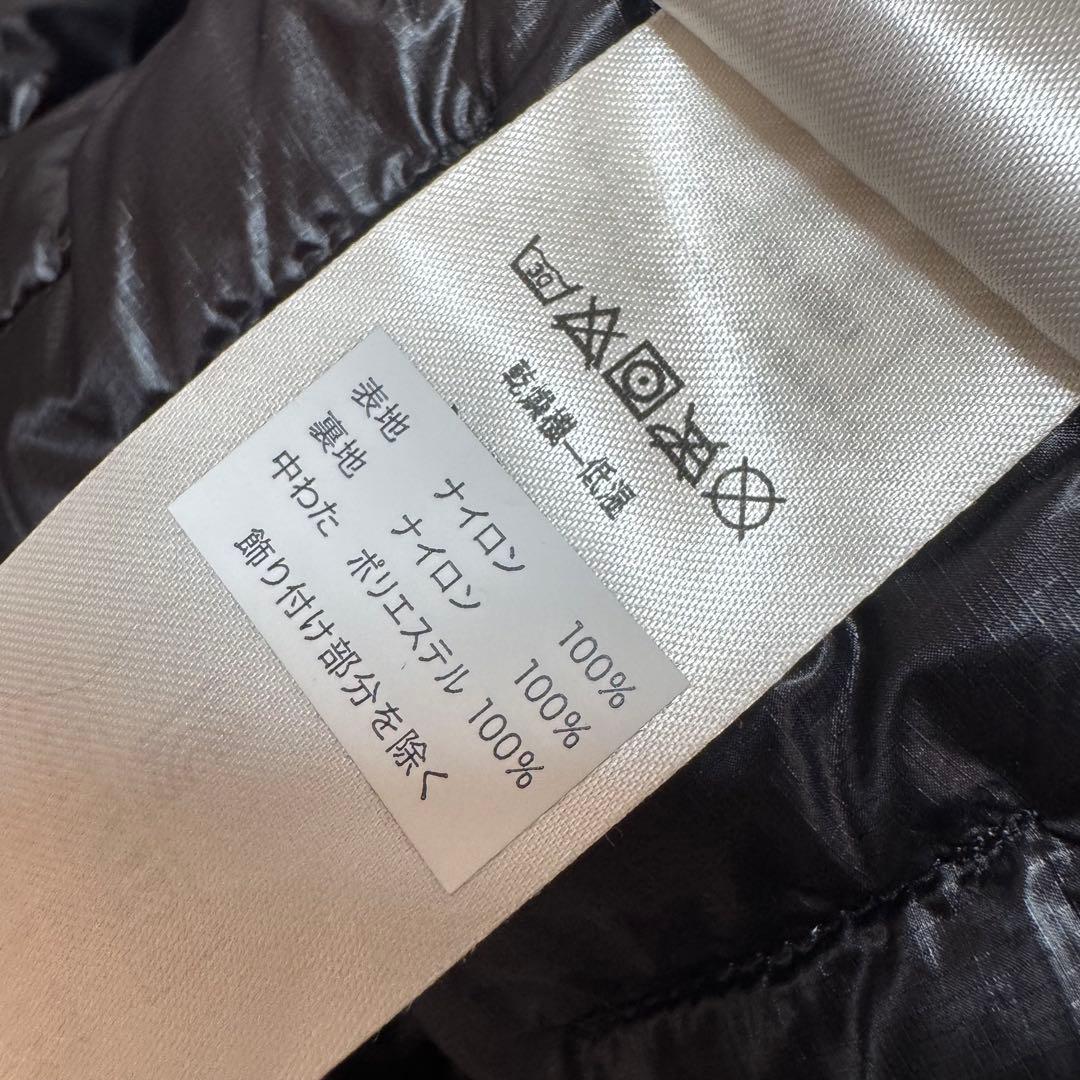 30
乾燥機—低温
表地 ナイロン 100%
裏地 ナイロン 100%
中わた ポリエステル 100%
飾り付け部分を除く